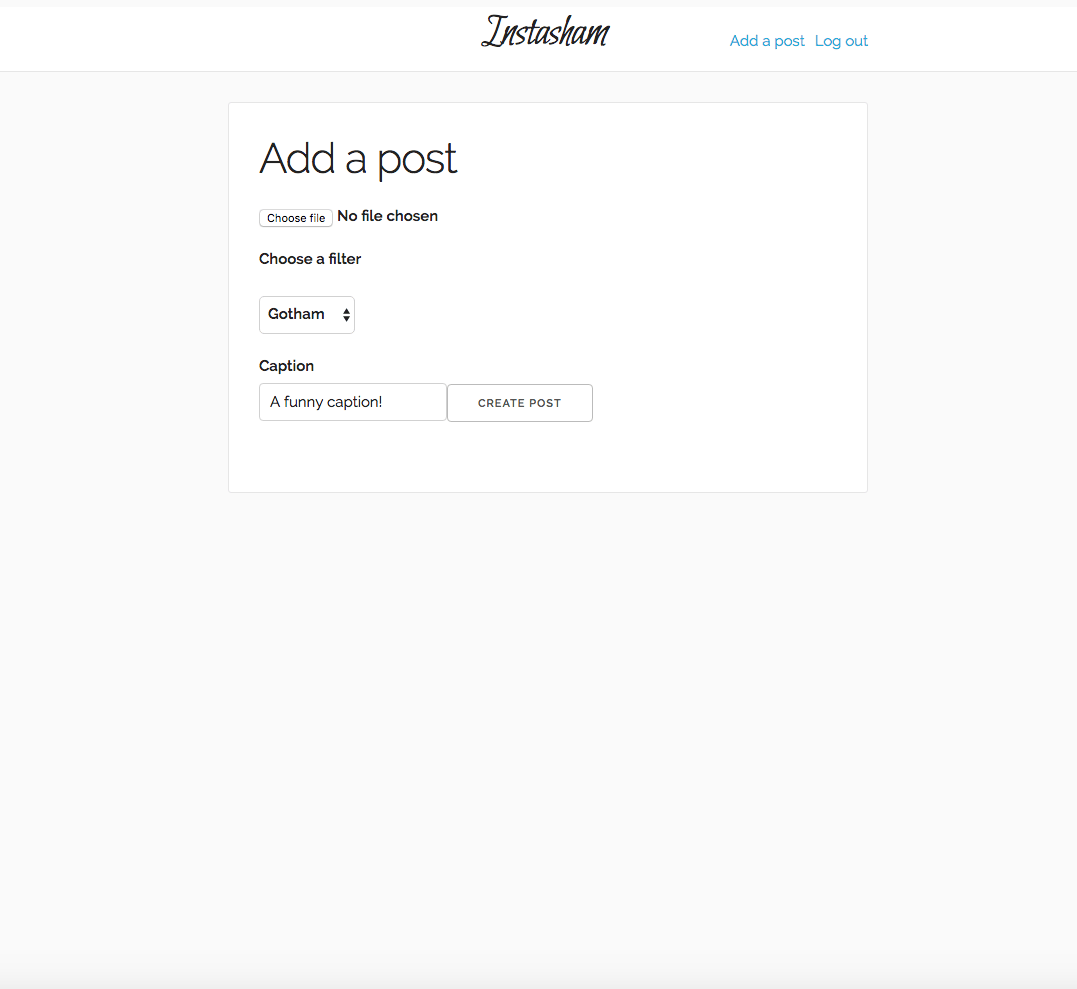 Instasham
Add a post Log out
Add a post
Choose file No file chosen
Choose a filter
Gotham
Caption
A funny caption! CREATE POST